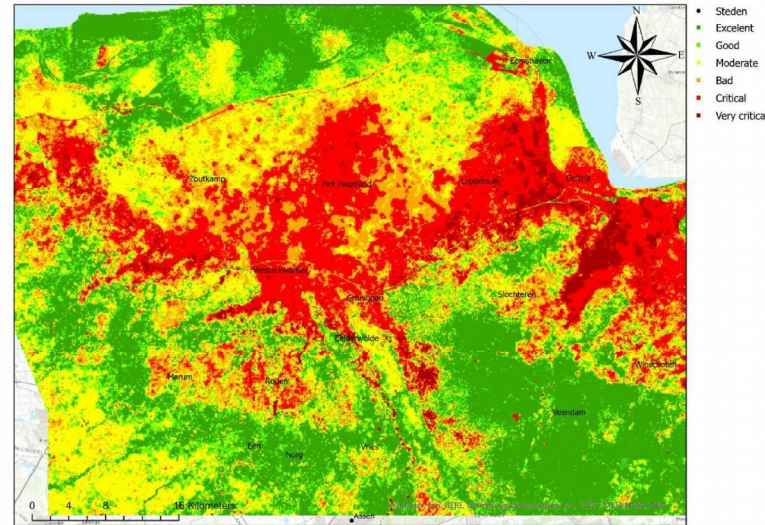 Steden
Excelent
Good
Moderate
Bad
Critical
Very critica
N
W
E
S
Eemshaven
Zoutkamp
Het Hogeland
Loppersum
Delfzijl
Westerkwartier
Groningen
Slochteren
Eelderwolde
Marum
Roden
Winschoten
Veendam
Een
Norg
Vries
0 4 8 16 Kilometers
Assen